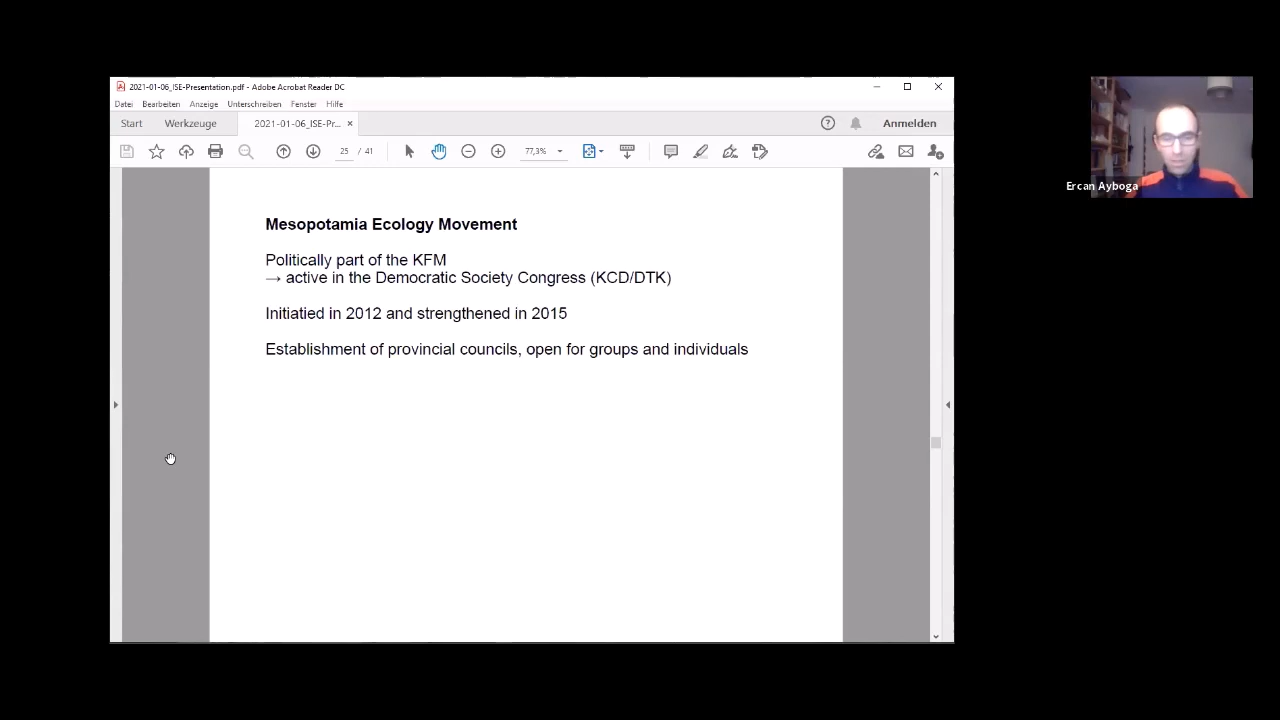 2021-01-06_ISE-Presentation.pdf - Adobe Acrobat Reader DC
Datei Bearbeiten Anzeige Unterschreiben Fenster Hilfe
Start Werkzeuge 2021-01-06_ISE-Pr... × Anmelden
25 / 41 77,3%
Mesopotamia Ecology Movement
Politically part of the KFM
→ active in the Democratic Society Congress (KCD/DTK)
Initiatied in 2012 and strengthened in 2015
Establishment of provincial councils, open for groups and individuals
Ercan Ayboga